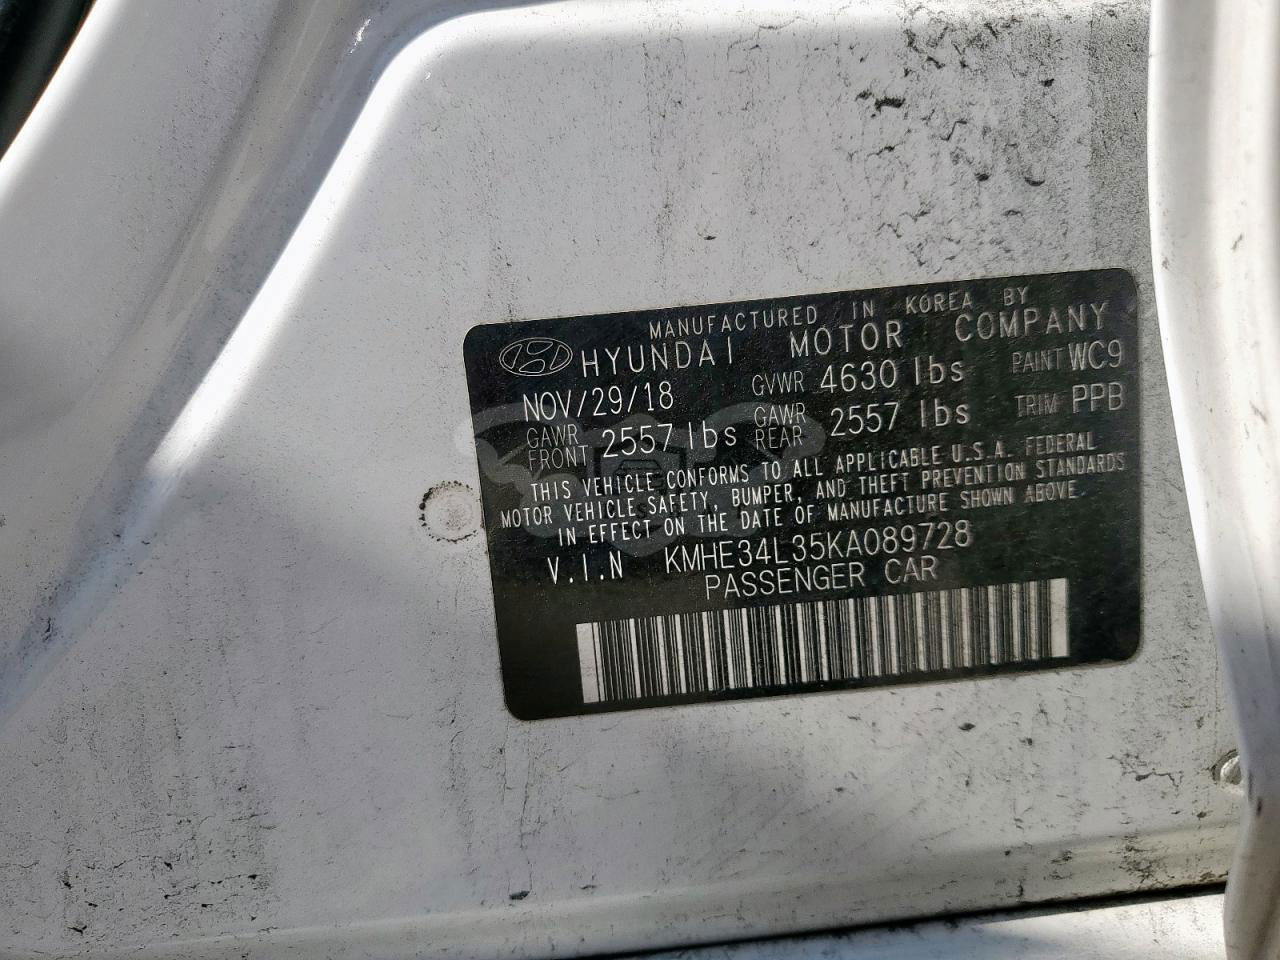 MANUFACTURED IN KOREA BY
HYUNDAI MOTOR COMPANY
NOV/29/18 GVWR 4630 lbs PAINT WC9
GAWR FRONT 2557 lbs GAWR REAR 2557 lbs TRIM PPB
THIS VEHICLE CONFORMS TO ALL APPLICABLE U.S.A. FEDERAL
MOTOR VEHICLE SAFETY, BUMPER, AND THEFT PREVENTION STANDARDS
IN EFFECT ON THE DATE OF MANUFACTURE SHOWN ABOVE
V.I.N KMHE34L35KA089728
PASSENGER CAR